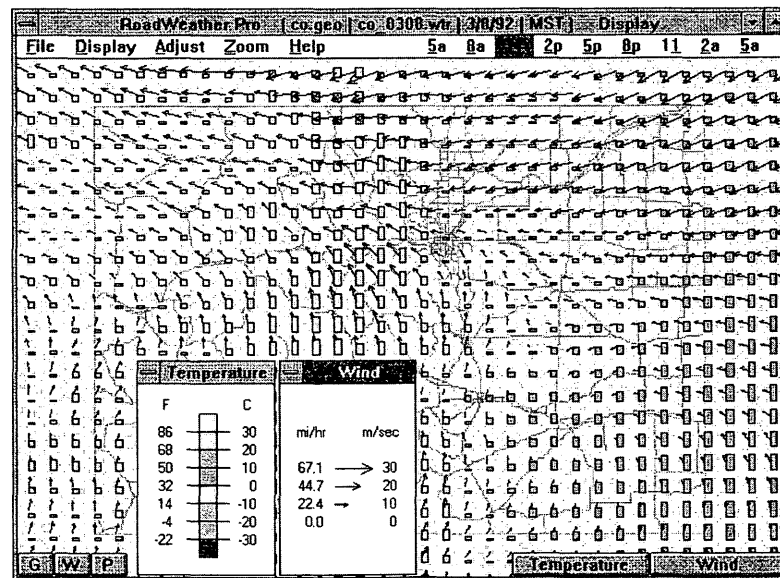 RoadWeather Pro [ co.geo | co_0308.wtr | 3/8/92 | MST ] Display
File Display Adjust Zoom Help 5a 8a 2p 5p 8p 11 2a 5a
Temperature
F C
86 30
68 20
50 10
32 0
14 -10
-4 -20
-22 -30
Wind
mi/hr m/sec
67.1 30
44.7 20
22.4 10
0.0 0
G W P Temperature Wind